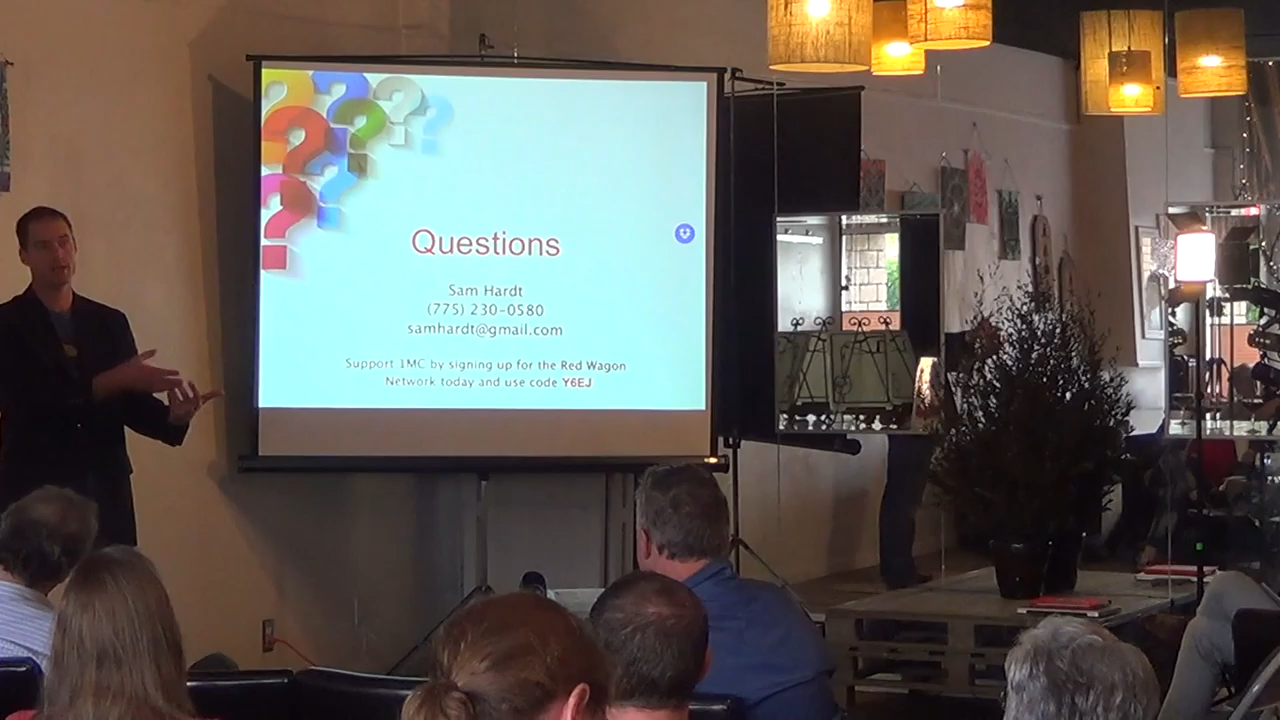 Questions
Sam Hardt
(775) 230-0580
samhardt@gmail.com
Support 1MC by signing up for the Red Wagon
Network today and use code Y6EJ